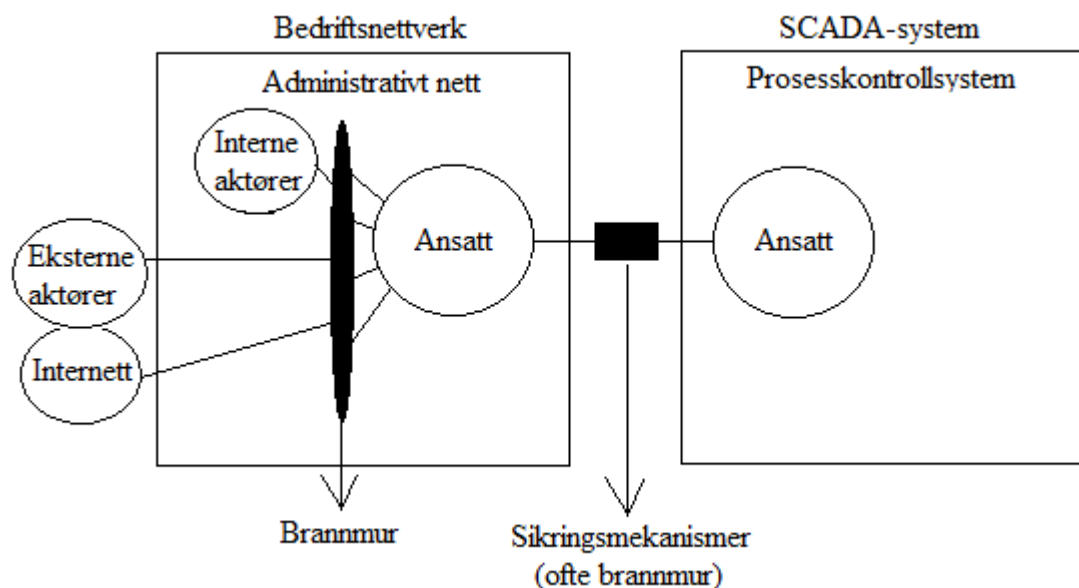 Bedriftsnettverk
SCADA-system
Administrativt nett
Prosesskontrollsystem
Interne
aktører
Ansatt
Ansatt
Eksterne
aktører
Internett
Brannmur
Sikringsmekanismer
(ofte brannmur)